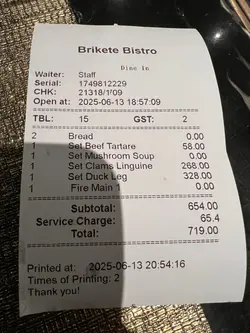 Brikete Bistro
Dine In
Waiter: Staff
Serial: 1749812229
CHK: 21318/1/09
Open at: 2025-06-13 18:57:09
TBL: 15 GST: 2
2 Bread 0.00
1 Set Beef Tartare 58.00
1 Set Mushroom Soup 0.00
1 Set Clams Linguine 268.00
1 Set Duck Leg 328.00
1 Fire Main 1 0.00
Subtotal: 654.00
Service Charge: 65.4
Total: 719.00
Printed at: 2025-06-13 20:54:16
Times of Printing: 2
Thank you!